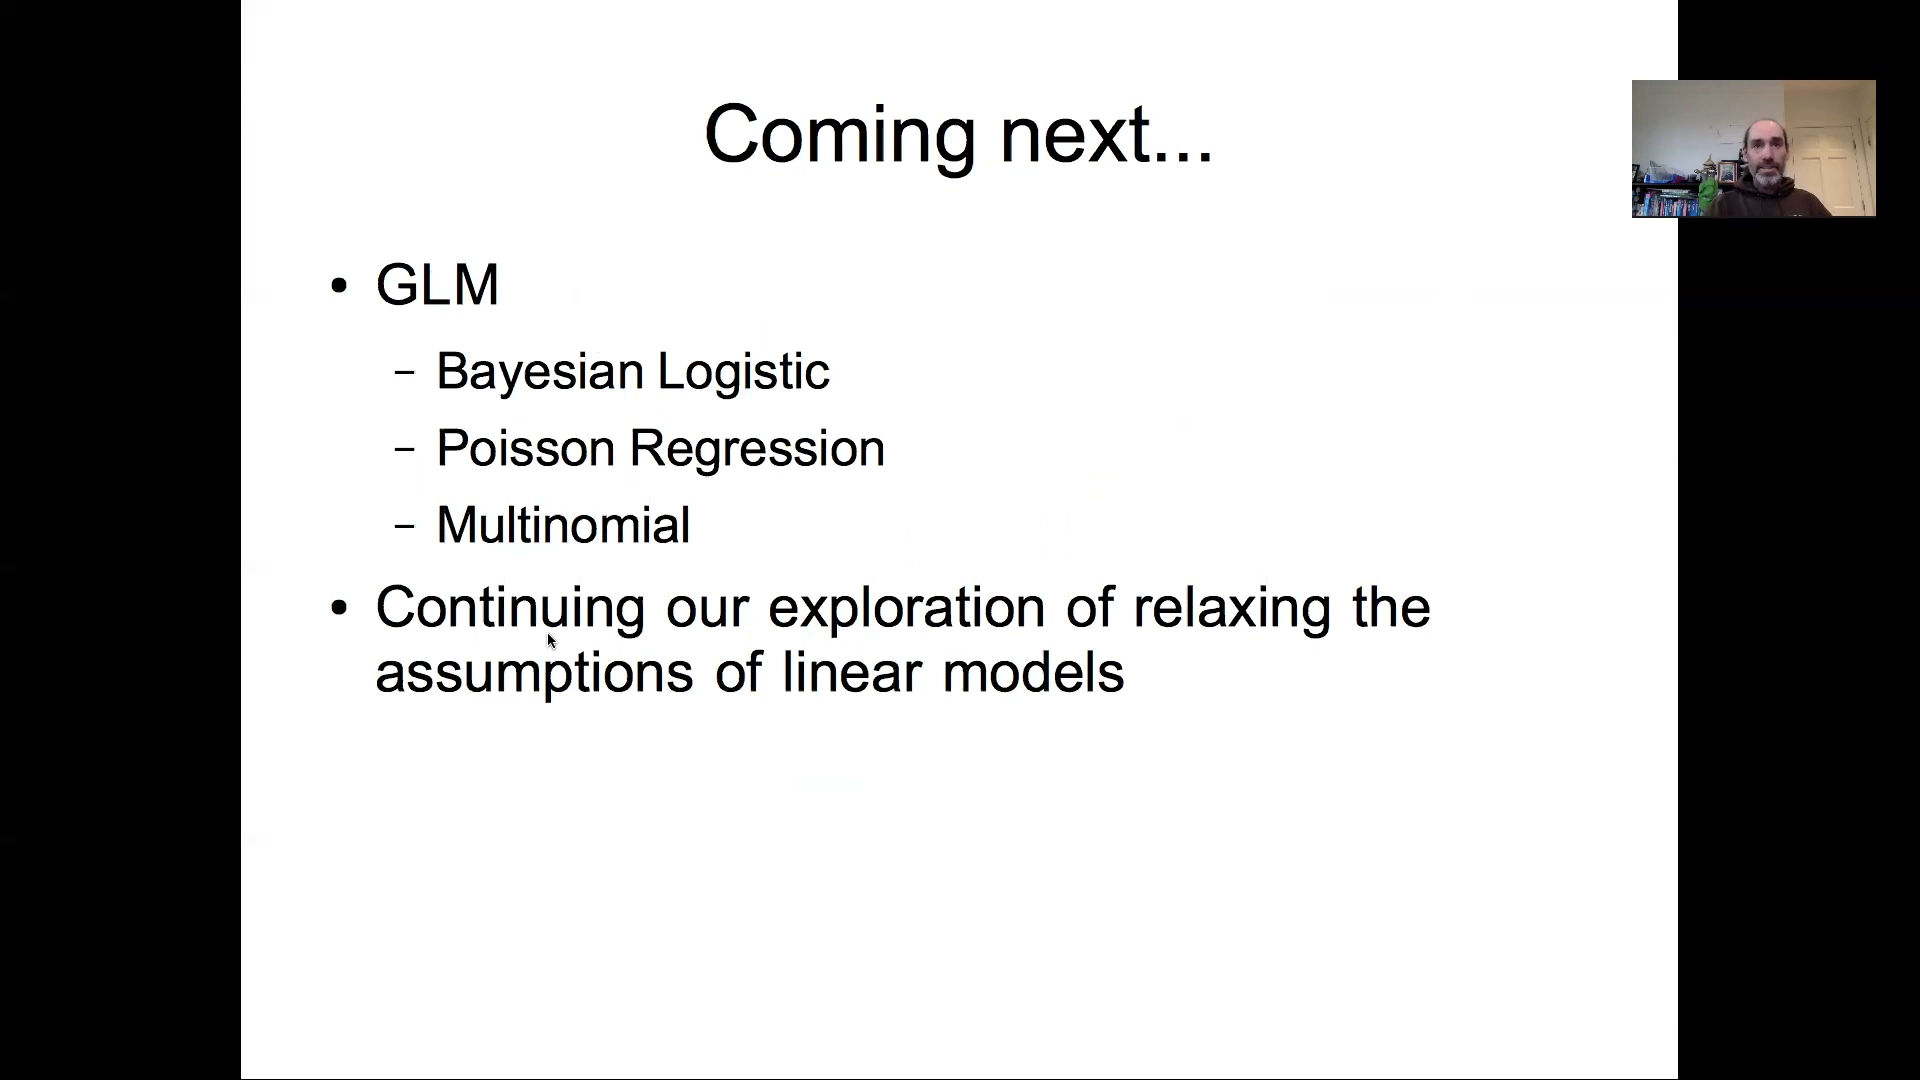 Coming next...
• GLM
– Bayesian Logistic
– Poisson Regression
– Multinomial
• Continuing our exploration of relaxing the
assumptions of linear models